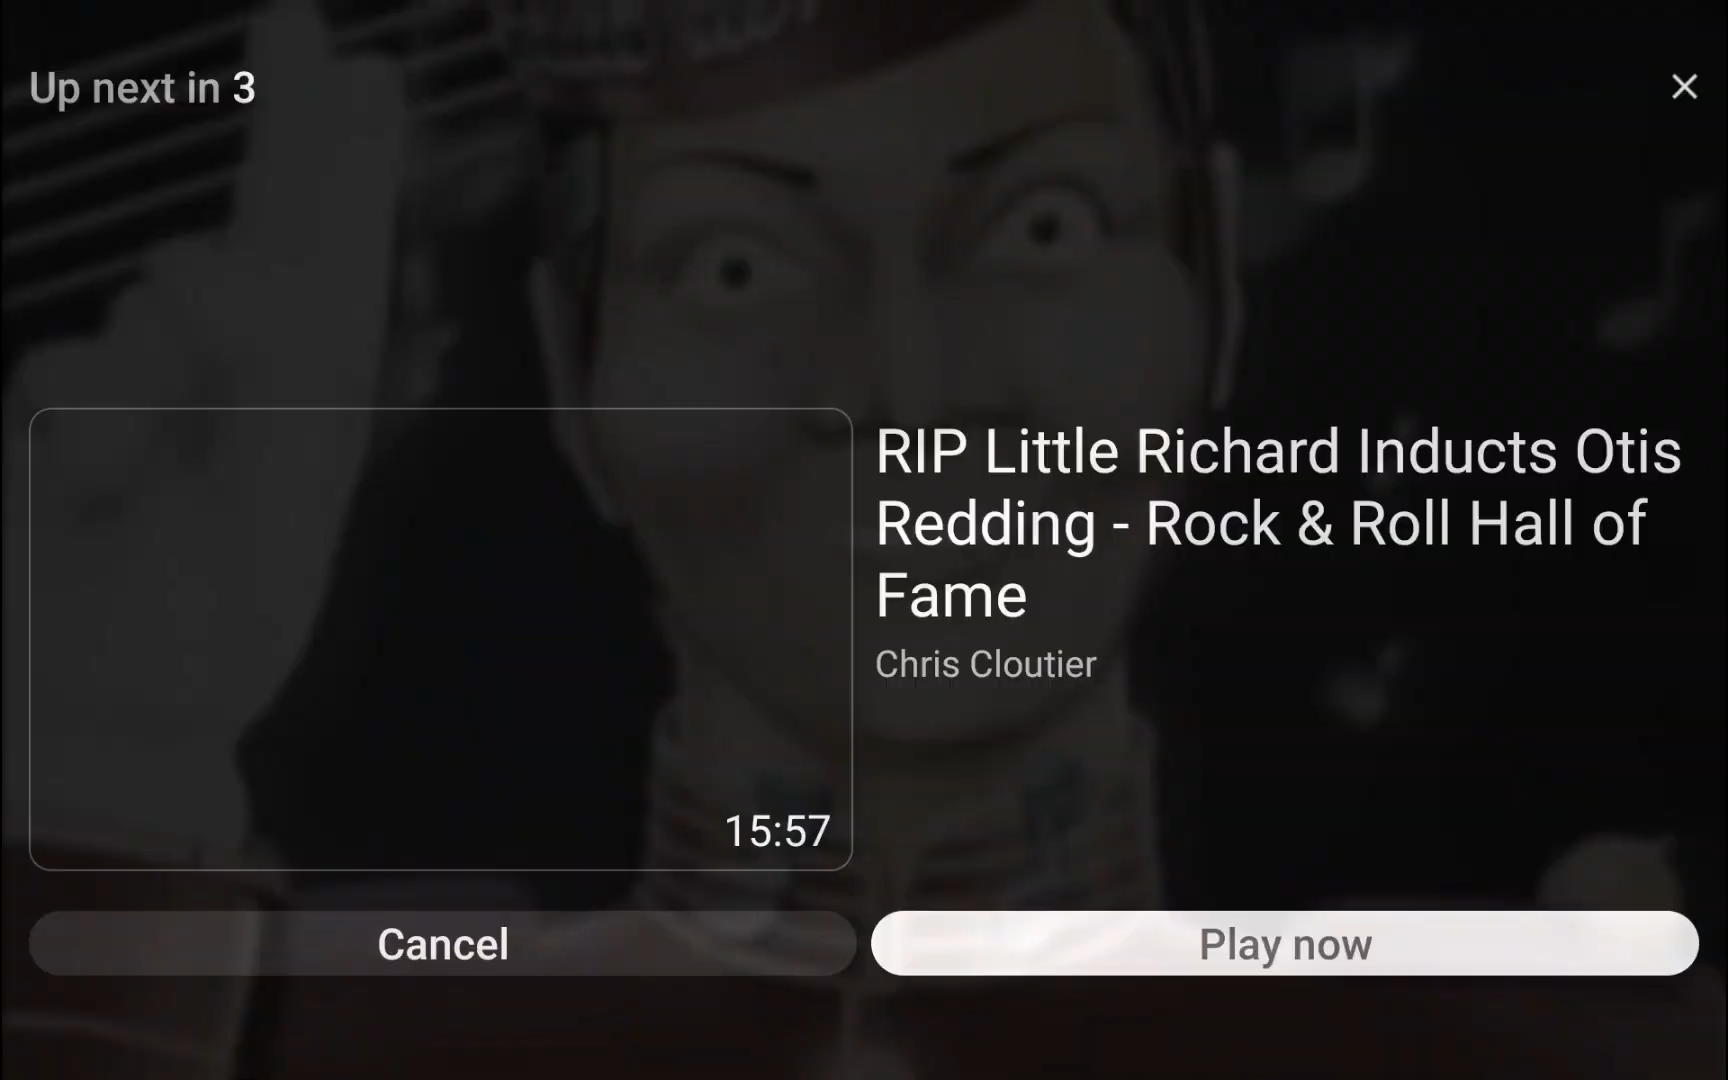 Up next in 3
RIP Little Richard Inducts Otis
Redding - Rock & Roll Hall of
Fame
Chris Cloutier
15:57
Cancel
Play now